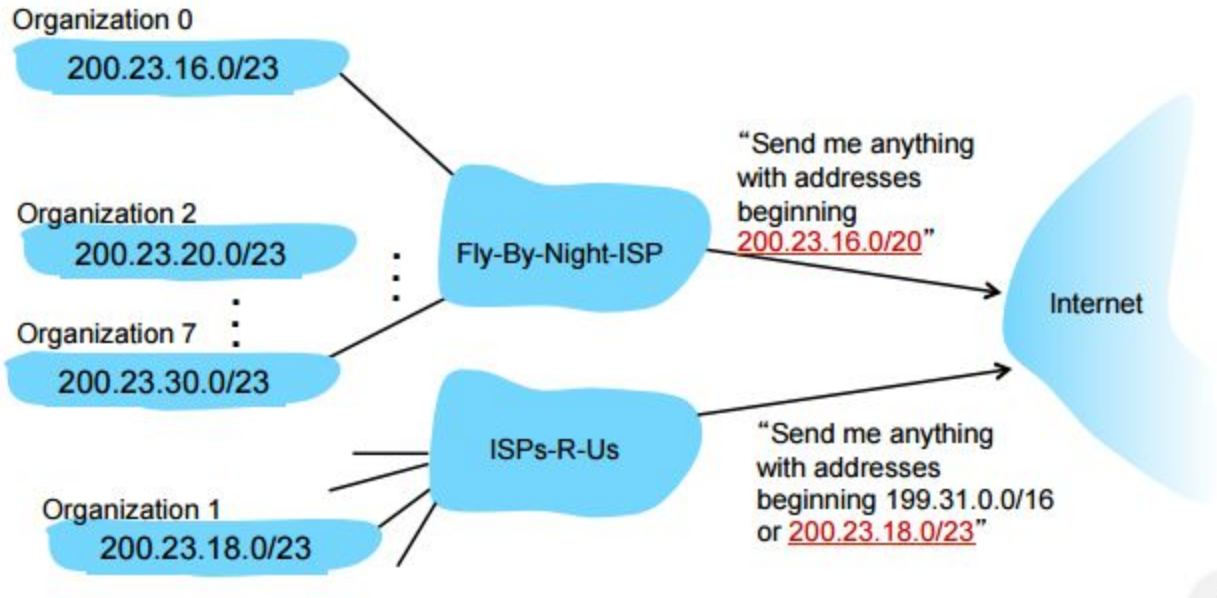 Organization 0
200.23.16.0/23
Organization 2
200.23.20.0/23
Organization 7
200.23.30.0/23
Organization 1
200.23.18.0/23
Fly-By-Night-ISP
ISPs-R-Us
“Send me anything
with addresses
beginning
200.23.16.0/20”
“Send me anything
with addresses
beginning 199.31.0.0/16
or 200.23.18.0/23”
Internet